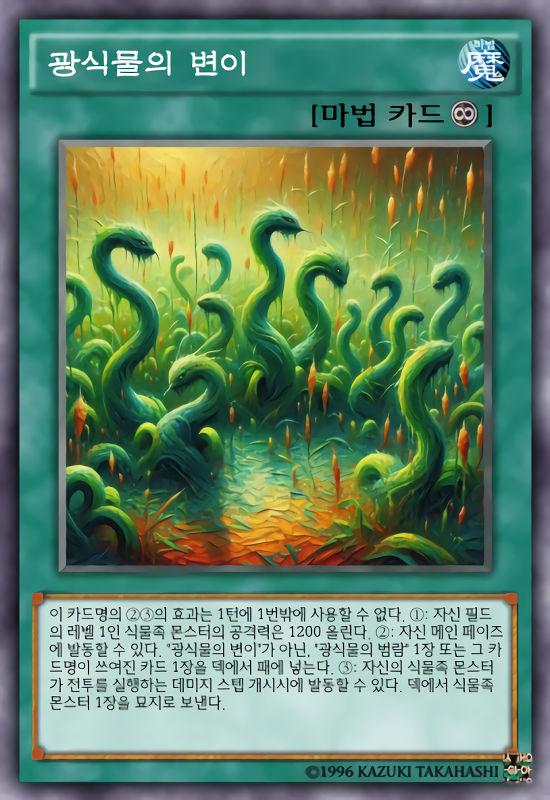 광식물의 변이
마법
魔
[마법 카드 ♾ ]
이 카드명의 ②③의 효과는 1턴에 1번밖에 사용할 수 없다. ①: 자신 필드
의 레벨 1인 식물족 몬스터의 공격력은 1200 올린다. ②: 자신 메인 페이즈
에 발동할 수 있다. "광식물의 변이"가 아닌, "광식물의 범람" 1장 또는 그 카
드명이 쓰여진 카드 1장을 덱에서 패에 넣는다. ③: 자신의 식물족 몬스터
가 전투를 실행하는 데미지 스텝 개시시에 발동할 수 있다. 덱에서 식물족
몬스터 1장을 묘지로 보낸다.
©1996 KAZUKI TAKAHASHI